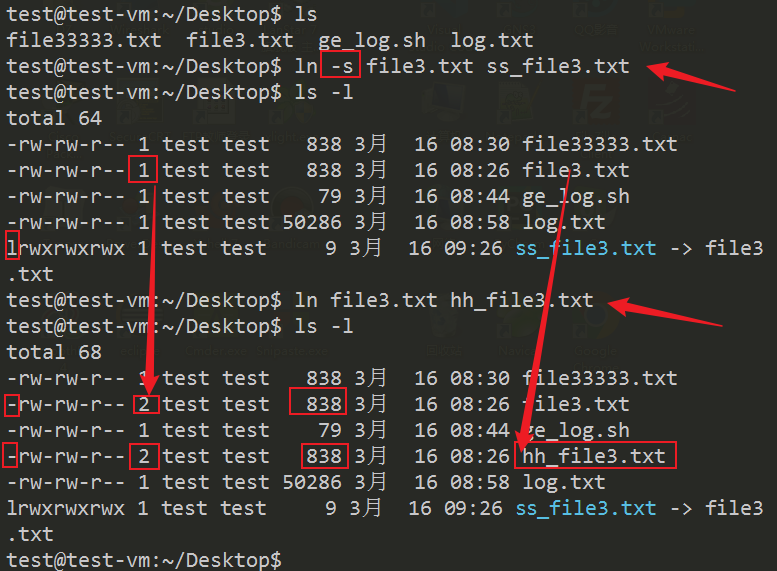 test@test-vm:~/Desktop$ ls
file33333.txt  file3.txt  ge_log.sh  log.txt
test@test-vm:~/Desktop$ ln -s file3.txt ss_file3.txt
test@test-vm:~/Desktop$ ls -l
total 64
-rw-rw-r-- 1 test test   838 3月  16 08:30 file33333.txt
-rw-rw-r-- 1 test test   838 3月  16 08:26 file3.txt
-rw-rw-r-- 1 test test    79 3月  16 08:44 ge_log.sh
-rw-rw-r-- 1 test test 50286 3月  16 08:58 log.txt
lrwxrwxrwx 1 test test     9 3月  16 09:26 ss_file3.txt -> file3
.txt
test@test-vm:~/Desktop$ ln file3.txt hh_file3.txt
test@test-vm:~/Desktop$ ls -l
total 68
-rw-rw-r-- 1 test test   838 3月  16 08:30 file33333.txt
-rw-rw-r-- 2 test test   838 3月  16 08:26 file3.txt
-rw-rw-r-- 1 test test    79 3月  16 08:44 ge_log.sh
-rw-rw-r-- 2 test test   838 3月  16 08:26 hh_file3.txt
-rw-rw-r-- 1 test test 50286 3月  16 08:58 log.txt
lrwxrwxrwx 1 test test     9 3月  16 09:26 ss_file3.txt -> file3
.txt
test@test-vm:~/Desktop$